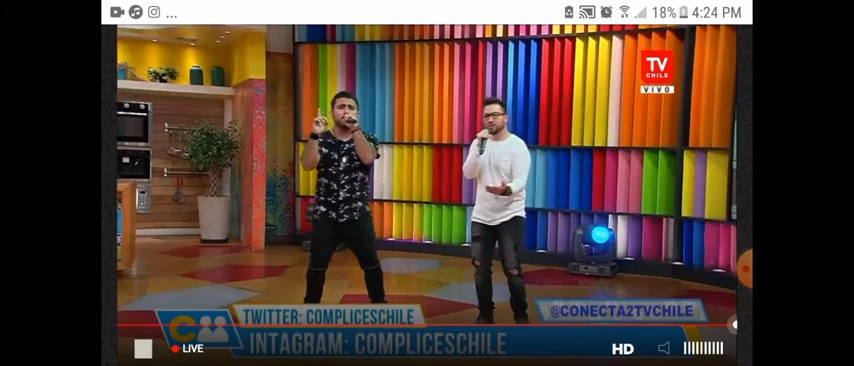 ... 18% 4:24 PM
TV
CHILE
VIVO
@CONECTA2TVCHILE
TWITTER: COMPLICESCHILE
INTAGRAM: COMPLICESCHILE
LIVE
HD